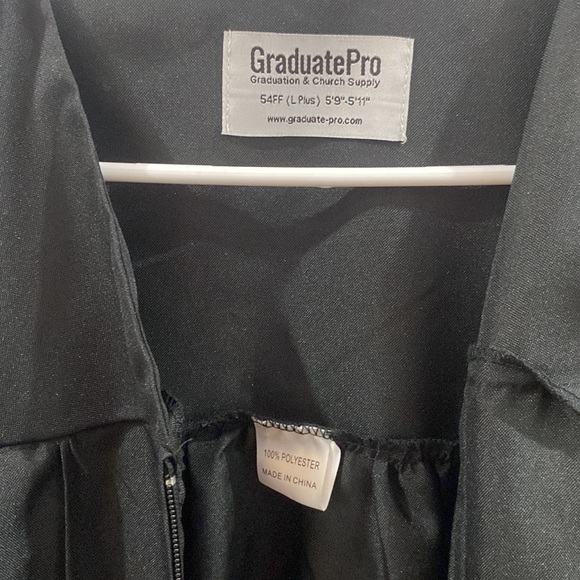 GraduatePro
Graduation & Church Supply
54FF (L Plus) 5'9"-5'11"
www.graduate-pro.com
100% POLYESTER
MADE IN CHINA